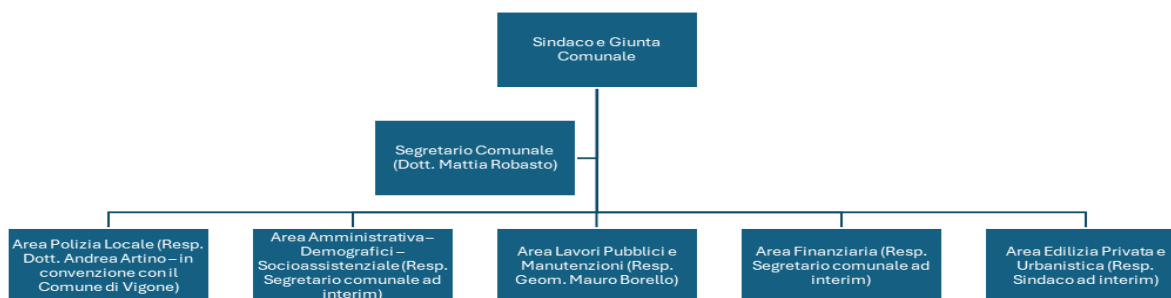 Sindaco e Giunta
Comunale
Segretario Comunale
(Dott. Mattia Robasto)
Area Polizia Locale (Resp.
Dott. Andrea Artino – in
convenzione con il
Comune di Vigone)
Area Amministrativa –
Demografici –
Socioassistenziale (Resp.
Segretario comunale ad
interim)
Area Lavori Pubblici e
Manutenzioni (Resp.
Geom. Mauro Borello)
Area Finanziaria (Resp.
Segretario comunale ad
interim)
Area Edilizia Privata e
Urbanistica (Resp.
Sindaco ad interim)